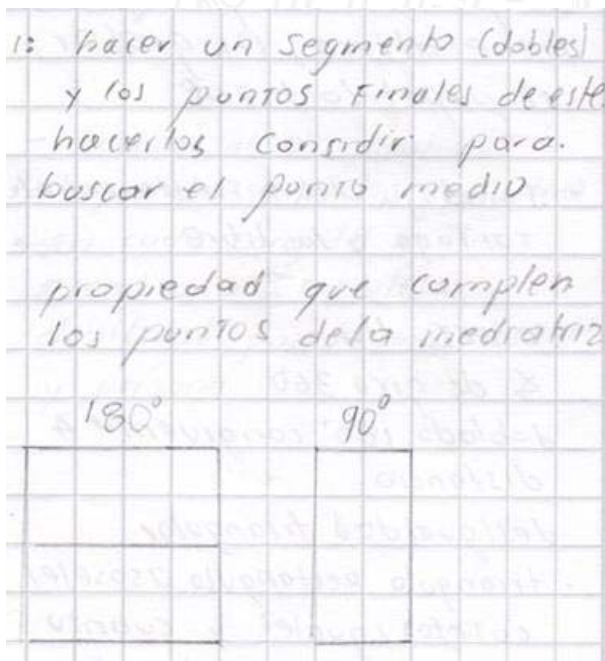 1: hacer un segmento (dobles)
y los puntos finales de este
hacerlos considir para.
buscar el punto medio
propiedad que cumplen
los puntos de la mediatriz
180° 90°